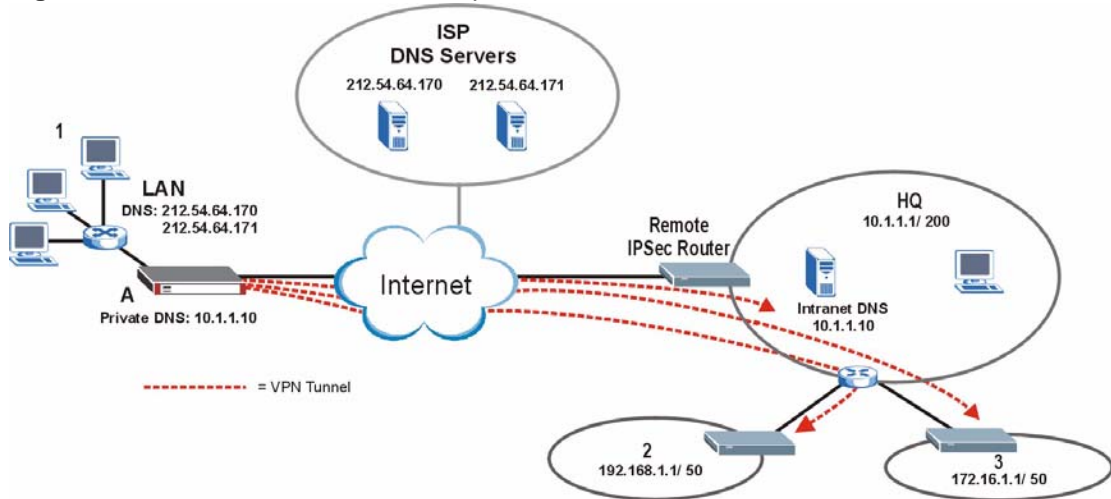 ISP
DNS Servers
212.54.64.170 212.54.64.171
1
LAN
DNS: 212.54.64.170
212.54.64.171
A
Private DNS: 10.1.1.10
Internet
Remote
IPSec Router
HQ
10.1.1.1/ 200
Intranet DNS
10.1.1.10
= VPN Tunnel
2
192.168.1.1/ 50
3
172.16.1.1/ 50